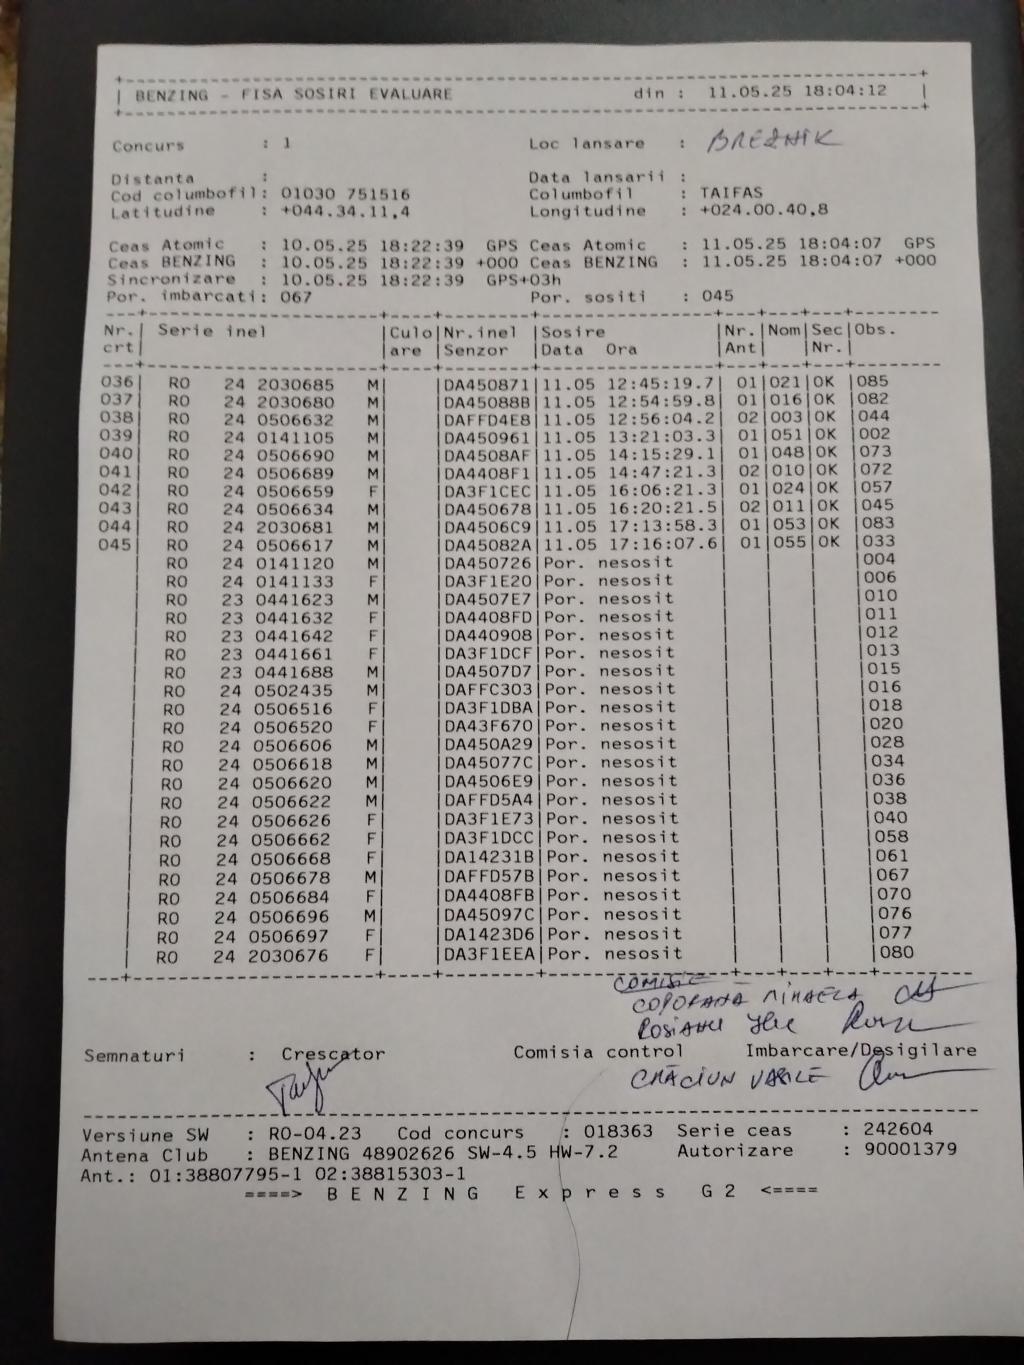 BENZING - FISA SOSIRI EVALUARE din : 11.05.25 18:04:12
Concurs : 1 Loc lansare : BREZNIK
Distanta : Data lansarii :
Cod columbofil: 01030 751516 Columbofil : TAIFAS
Latitudine : +044.34.11,4 Longitudine : +024.00.40,8
Ceas Atomic : 10.05.25 18:22:39 GPS Ceas Atomic : 11.05.25 18:04:07 GPS
Ceas BENZING : 10.05.25 18:22:39 +000 Ceas BENZING : 11.05.25 18:04:07 +000
Sincronizare : 10.05.25 18:22:39 GPS+03h
Por. imbarcati: 067 Por. sositi : 045
Nr.| Serie inel |Culo|Nr.inel|Sosire |Nr.|Nom|Sec|Obs.
crt| |are |Senzor |Data Ora |Ant| |Nr.|
036| RO 24 2030685 M| |DA450871|11.05 12:45:19.7| 01|021|OK |085
037| RO 24 2030680 M| |DA45088B|11.05 12:54:59.8| 01|016|OK |082
038| RO 24 0506632 M| |DAFFD4E8|11.05 12:56:04.2| 02|003|OK |044
039| RO 24 0141105 M| |DA450961|11.05 13:21:03.3| 01|051|OK |002
040| RO 24 0506690 M| |DA4508AF|11.05 14:15:29.1| 01|048|OK |073
041| RO 24 0506689 M| |DA4408F1|11.05 14:47:21.3| 02|010|OK |072
042| RO 24 0506659 F| |DA3F1CEC|11.05 16:06:21.3| 01|024|OK |057
043| RO 24 0506634 M| |DA450678|11.05 16:20:21.5| 02|011|OK |045
044| RO 24 2030681 M| |DA4506C9|11.05 17:13:58.3| 01|053|OK |083
045| RO 24 0506617 M| |DA45082A|11.05 17:16:07.6| 01|055|OK |033
| RO 24 0141120 M| |DA450726|Por. nesosit | | | |004
| RO 24 0141133 F| |DA3F1E20|Por. nesosit | | | |006
| RO 23 0441623 M| |DA4507E7|Por. nesosit | | | |010
| RO 23 0441632 F| |DA4408FD|Por. nesosit | | | |011
| RO 23 0441642 F| |DA440908|Por. nesosit | | | |012
| RO 23 0441661 F| |DA3F1DCF|Por. nesosit | | | |013
| RO 23 0441688 M| |DA4507D7|Por. nesosit | | | |015
| RO 24 0502435 M| |DAFFC303|Por. nesosit | | | |016
| RO 24 0506516 F| |DA3F1DBA|Por. nesosit | | | |018
| RO 24 0506520 F| |DA43F670|Por. nesosit | | | |020
| RO 24 0506606 M| |DA450A29|Por. nesosit | | | |028
| RO 24 0506618 M| |DA45077C|Por. nesosit | | | |034
| RO 24 0506620 M| |DA4506E9|Por. nesosit | | | |036
| RO 24 0506622 M| |DAFFD5A4|Por. nesosit | | | |038
| RO 24 0506626 F| |DA3F1E73|Por. nesosit | | | |040
| RO 24 0506662 F| |DA3F1DCC|Por. nesosit | | | |058
| RO 24 0506668 F| |DA14231B|Por. nesosit | | | |061
| RO 24 0506678 M| |DAFFD57B|Por. nesosit | | | |067
| RO 24 0506684 F| |DA4408FB|Por. nesosit | | | |070
| RO 24 0506696 M| |DA45097C|Por. nesosit | | | |076
| RO 24 0506697 F| |DA1423D6|Por. nesosit | | | |077
| RO 24 2030676 F| |DA3F1EEA|Por. nesosit | | | |080
COMISIE
MIHAELA
ROSIANU ILIE
Semnaturi : Crescator Comisia control Imbarcare/Desigilare
CRĂCIUN VASILE
Versiune SW : RO-04.23 Cod concurs : 018363 Serie ceas : 242604
Antena Club : BENZING 48902626 SW-4.5 HW-7.2 Autorizare : 90001379
Ant.: 01:38807795-1 02:38815303-1
====> B E N Z I N G E x p r e s s G 2 <====